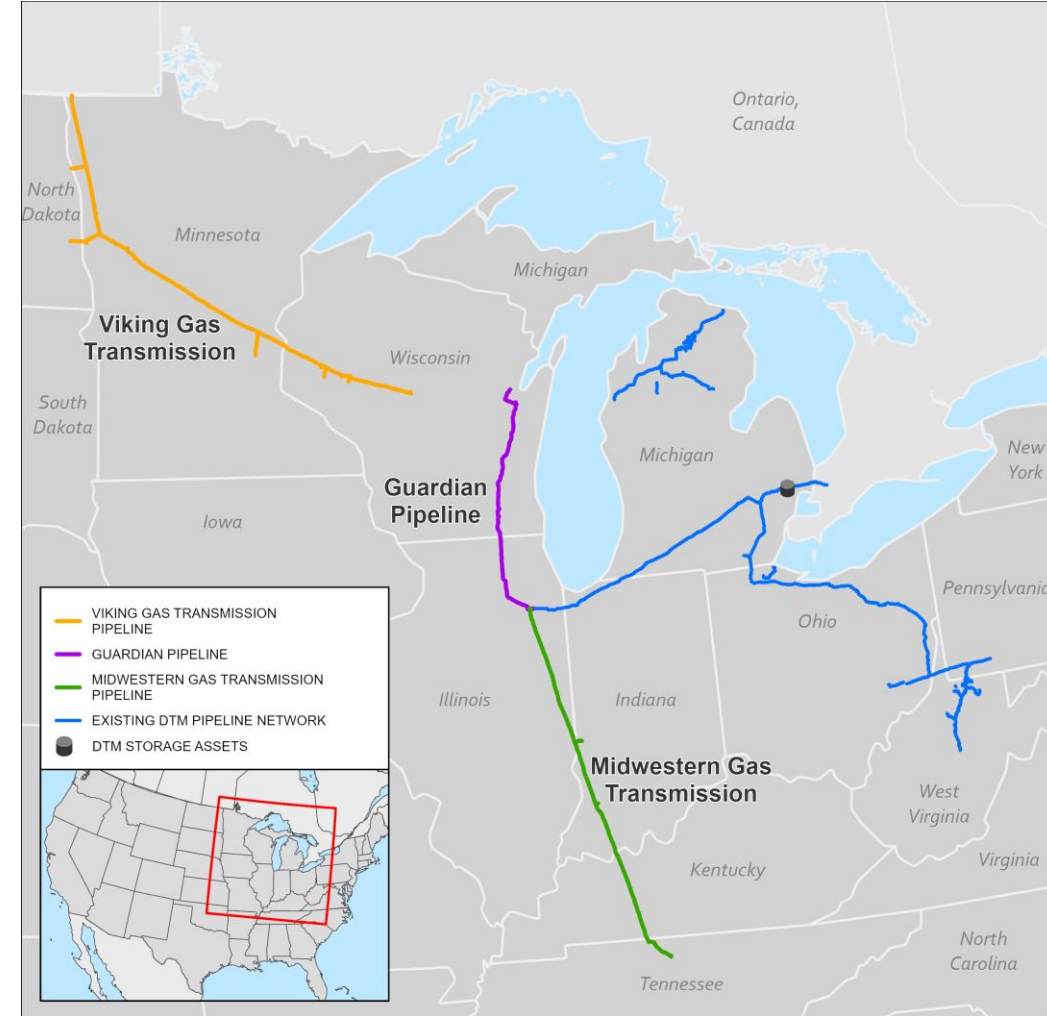 Ontario,
Canada
North
Dakota
Minnesota
Michigan
Viking Gas
Transmission
Wisconsin
South
Dakota
Michigan
New
York
Guardian
Pipeline
Iowa
Pennsylvania
Ohio
VIKING GAS TRANSMISSION
PIPELINE
GUARDIAN PIPELINE
MIDWESTERN GAS TRANSMISSION
PIPELINE
EXISTING DTM PIPELINE NETWORK
DTM STORAGE ASSETS
Illinois
Indiana
Midwestern Gas
Transmission
West
Virginia
Virginia
Kentucky
North
Carolina
Tennessee